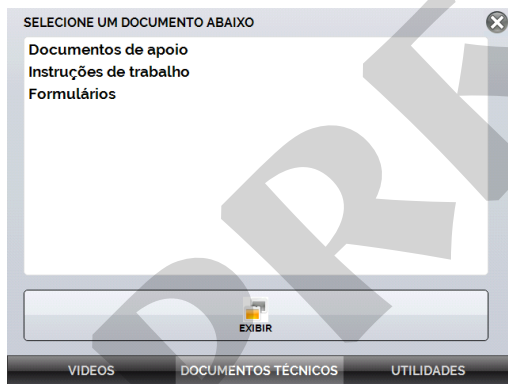 SELECIONE UM DOCUMENTO ABAIXO
Documentos de apoio
Instruções de trabalho
Formulários
EXIBIR
VIDEOS DOCUMENTOS TÉCNICOS UTILIDADES